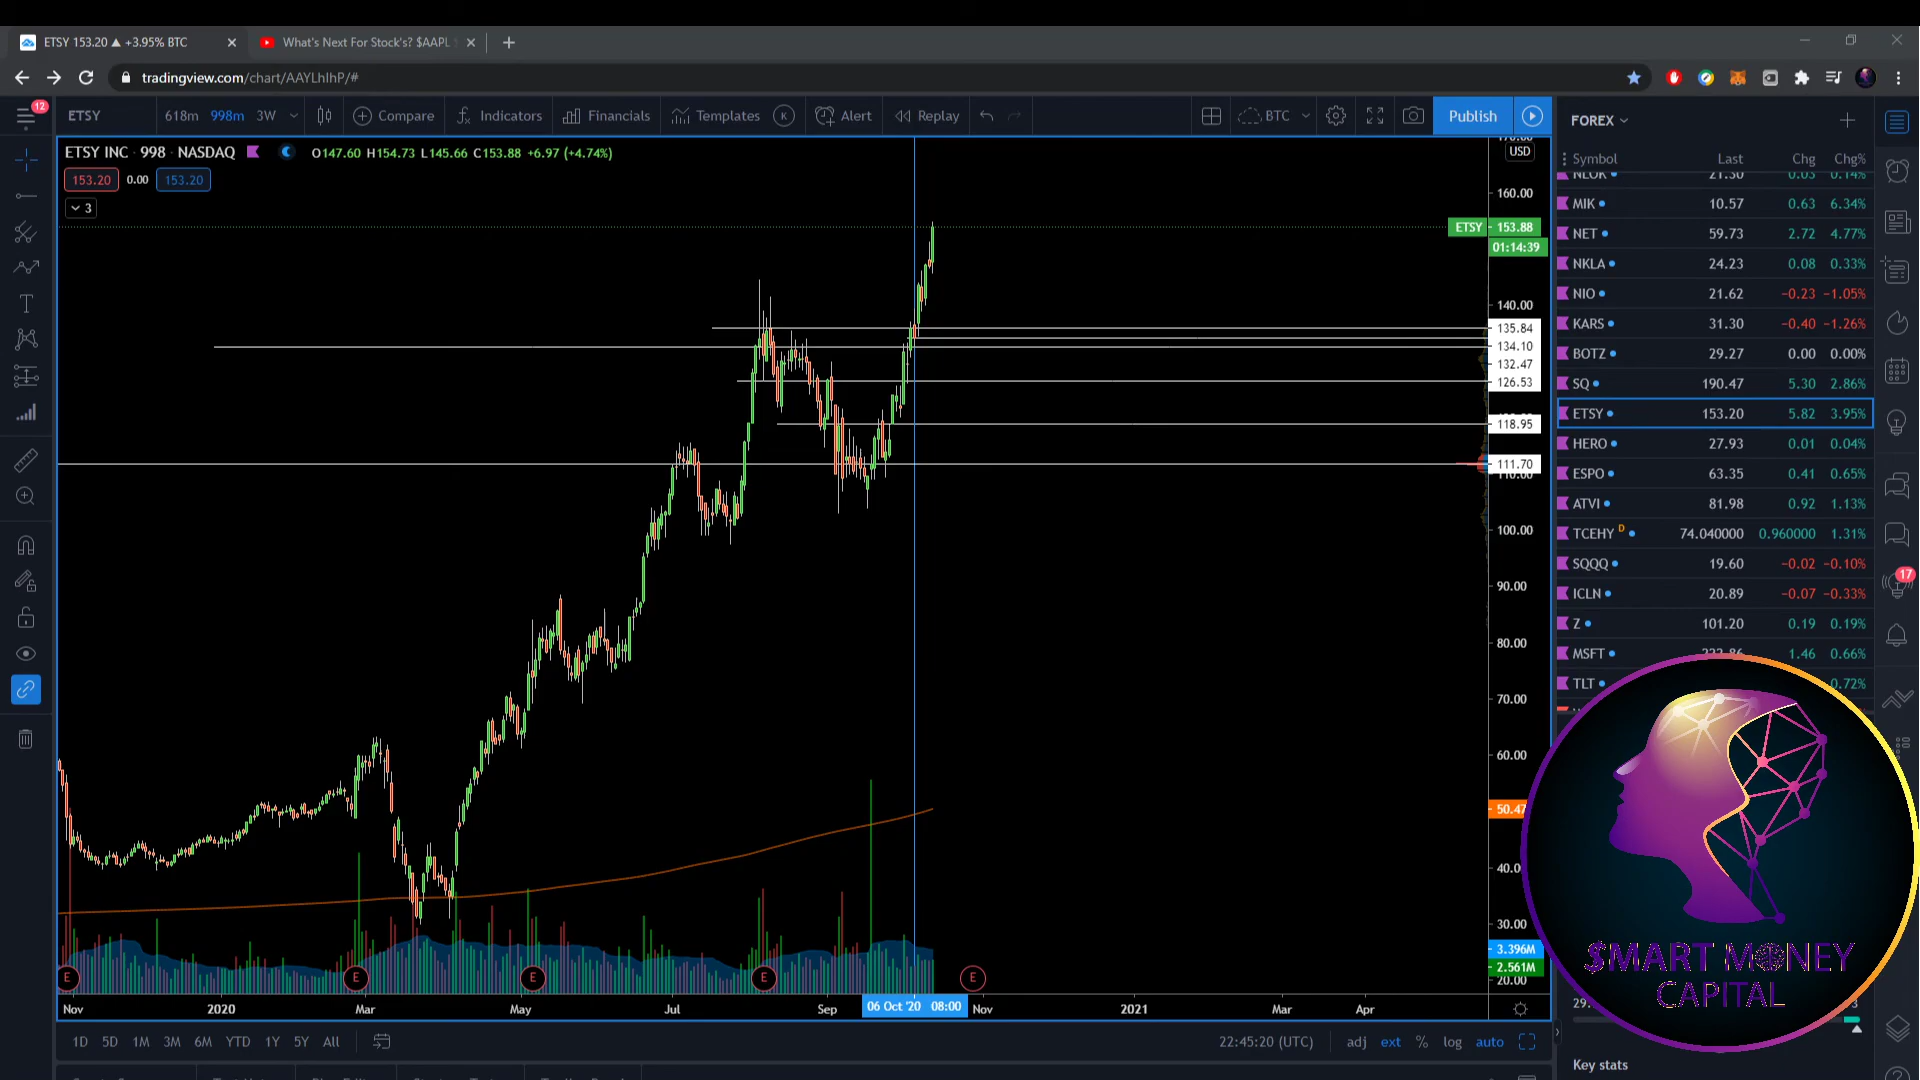 ETSY 153.20 ▲ +3.95% BTC
What's Next For Stock's? $AAPL
tradingview.com/chart/AAYLhIhP/#
12
ETSY
618m 998m 3W
Compare
Indicators
Financials
Templates
K
Alert
Replay
BTC
Publish
FOREX
ETSY INC · 998 · NASDAQ
O147.60 H154.73 L145.66 C153.88 +6.97 (+4.74%)
153.20 0.00 153.20
3
USD
160.00
ETSY 153.88
01:14:39
140.00
135.84
134.10
132.47
126.53
118.95
111.70
100.00
90.00
80.00
70.00
60.00
50.47
40.00
30.00
3.396M
2.561M
20.00
E E E E E
Nov 2020 Mar May Jul Sep 06 Oct '20 08:00 Nov 2021 Mar Apr
1D 5D 1M 3M 6M YTD 1Y 5Y All
22:45:20 (UTC)
adj ext % log auto
Symbol Last Chg Chg%
NLOK 21.30 0.03 0.14%
MIK 10.57 0.63 6.34%
NET 59.73 2.72 4.77%
NKLA 24.23 0.08 0.33%
NIO 21.62 −0.23 −1.05%
KARS 31.30 −0.40 −1.26%
BOTZ 29.27 0.00 0.00%
SQ 190.47 5.30 2.86%
ETSY 153.20 5.82 3.95%
HERO 27.93 0.01 0.04%
ESPO 63.35 0.41 0.65%
ATVI 81.98 0.92 1.13%
TCEHY D 74.040000 0.960000 1.31%
SQQQ 19.60 −0.02 −0.10%
ICLN 20.89 −0.07 −0.33%
Z 101.20 0.19 0.19%
MSFT 1.46 0.66%
TLT 0.72%
17
$MART MONEY
CAPITAL
29.
Key stats